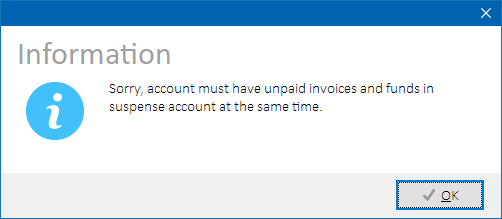 Information
Sorry, account must have unpaid invoices and funds in
suspense account at the same time.
OK